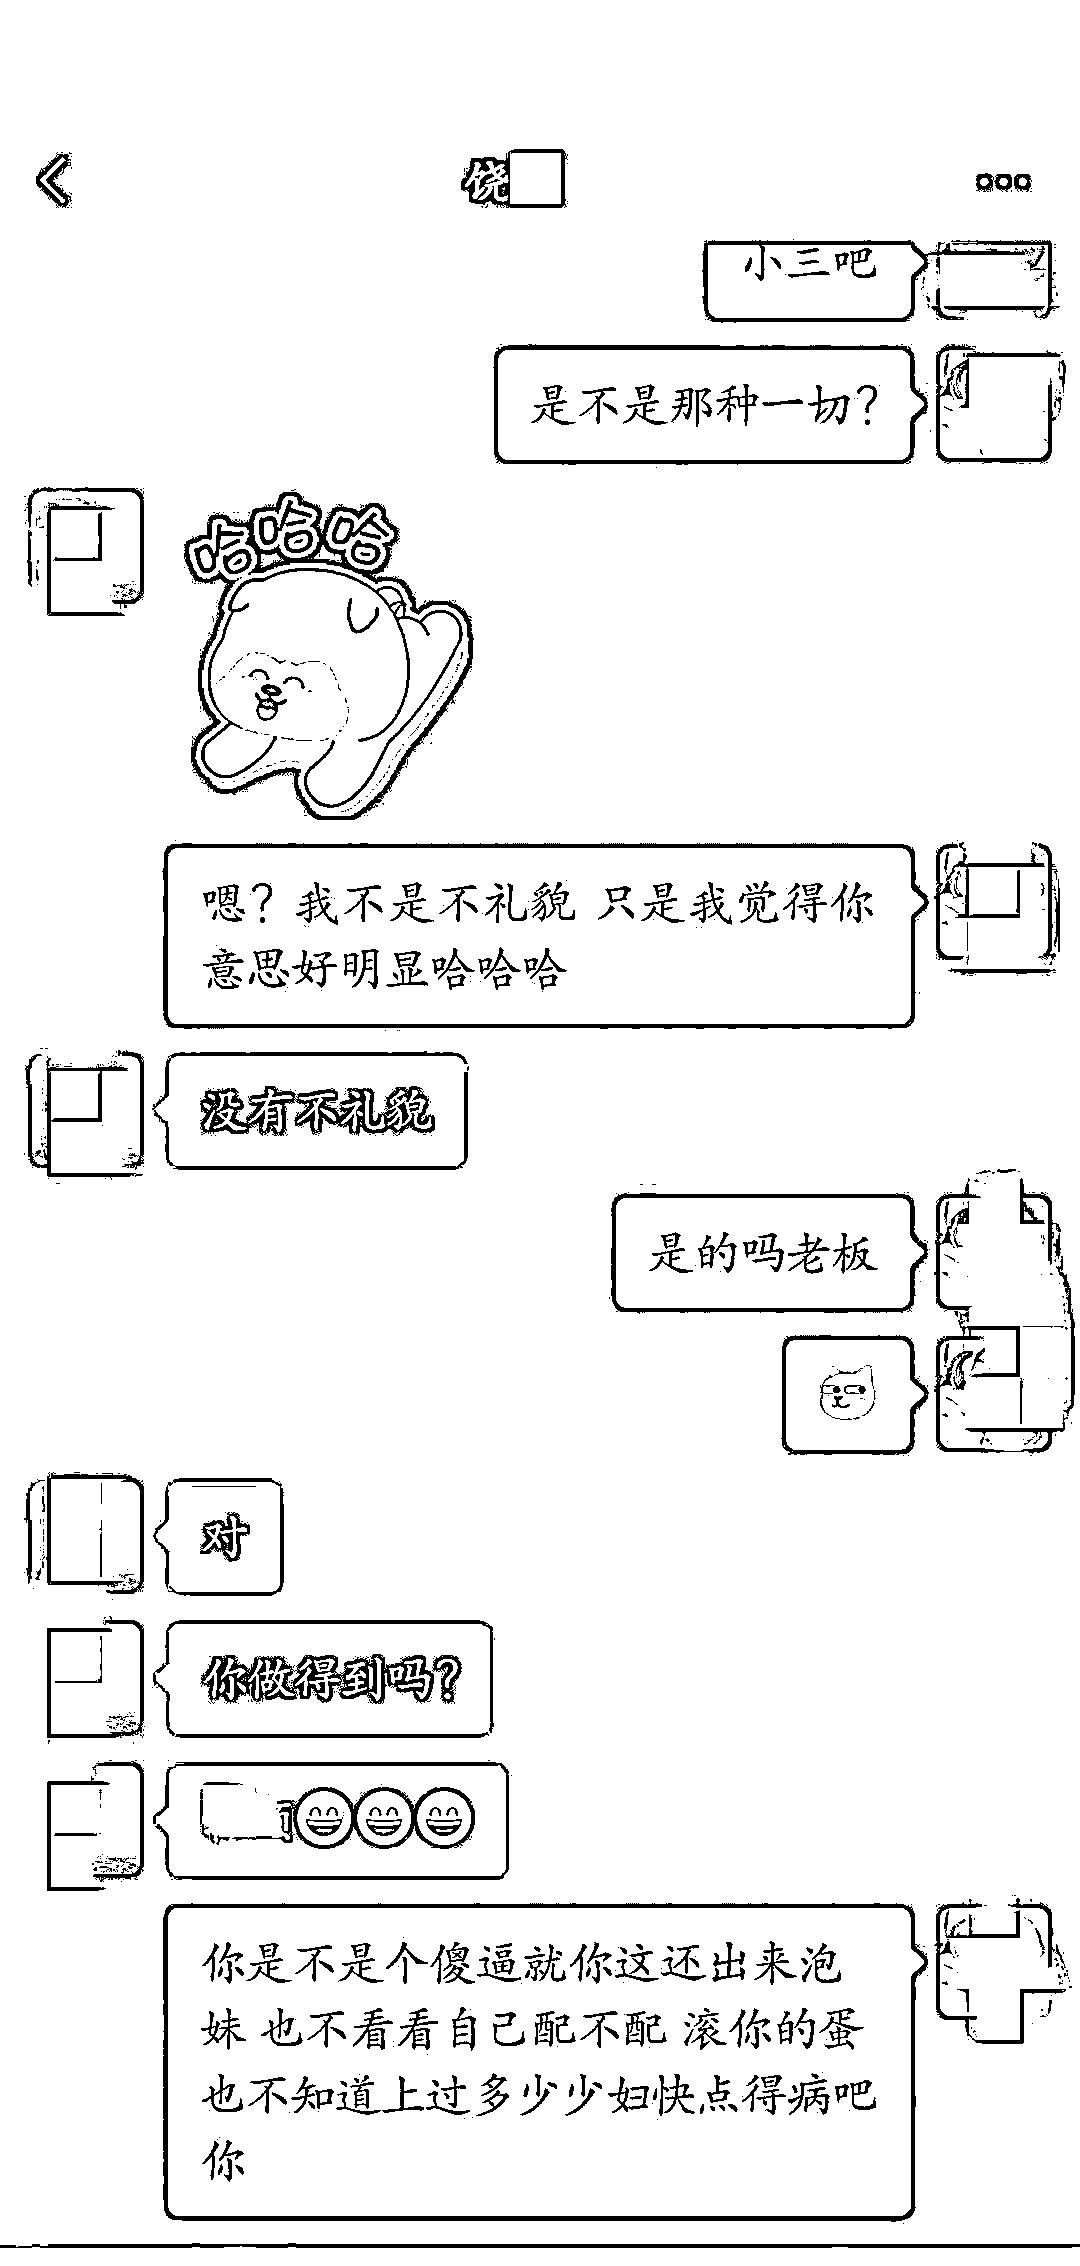 饶
小三吧
是不是那种一切？
哈哈哈
嗯？我不是不礼貌 只是我觉得你
意思好明显哈哈哈
没有不礼貌
是的吗老板
对
你做得到吗？
你是不是个傻逼就你这还出来泡
妹 也不看看自己配不配 滚你的蛋
也不知道上过多少少妇快点得病吧
你